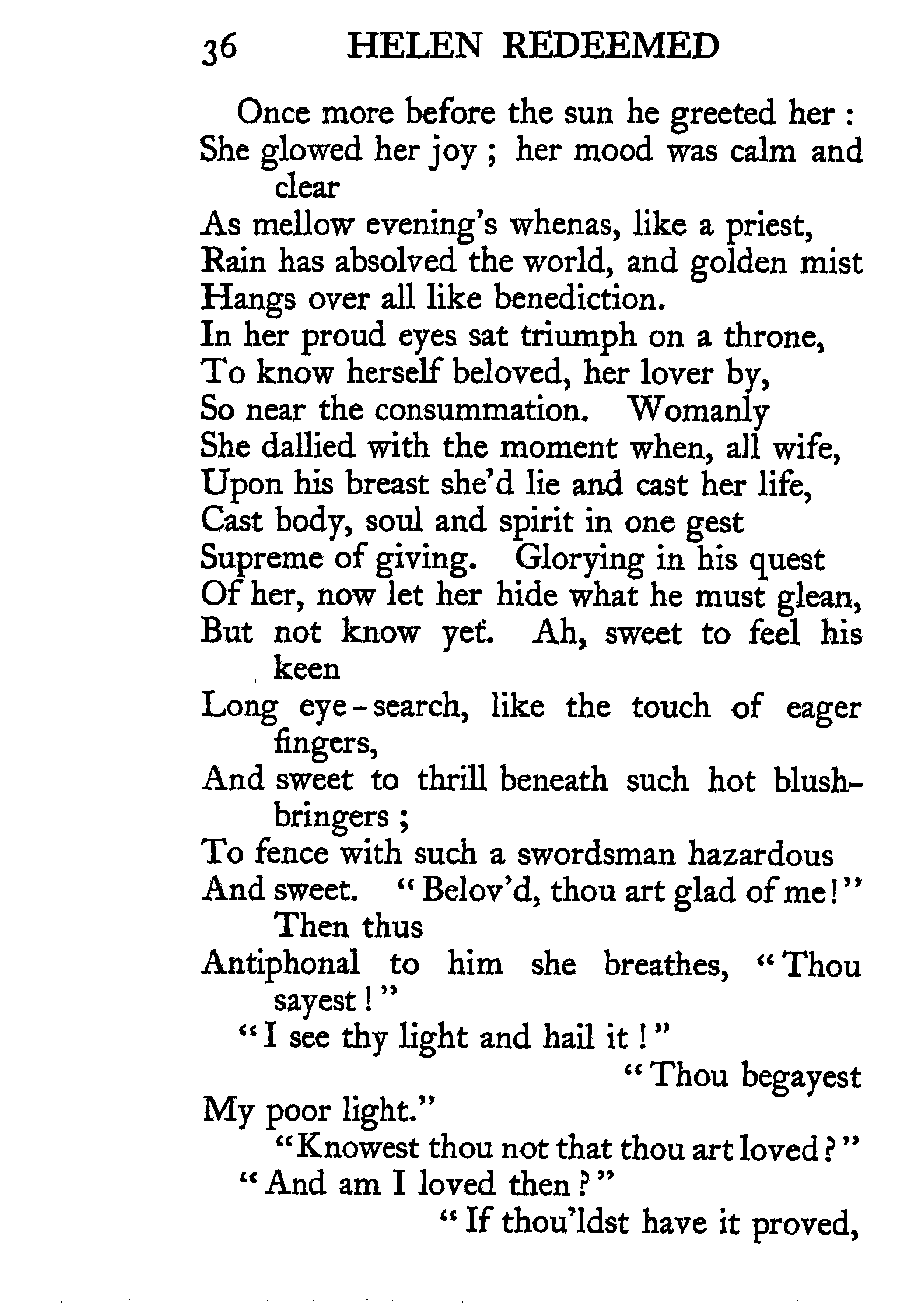 36 HELEN REDEEMED
Once more before the sun he greeted her :
She glowed her joy ; her mood was calm and
clear
As mellow evening's whenas, like a priest,
Rain has absolved the world, and golden mist
Hangs over all like benediction.
In her proud eyes sat triumph on a throne,
To know herself beloved, her lover by,
So near the consummation. Womanly
She dallied with the moment when, all wife,
Upon his breast she'd lie and cast her life,
Cast body, soul and spirit in one gest
Supreme of giving. Glorying in his quest
Of her, now let her hide what he must glean,
But not know yet. Ah, sweet to feel his
keen
Long eye-search, like the touch of eager
fingers,
And sweet to thrill beneath such hot blush-
bringers ;
To fence with such a swordsman hazardous
And sweet. "Belov'd, thou art glad of me!"
Then thus
Antiphonal to him she breathes, "Thou
sayest!"
"I see thy light and hail it!"
"Thou begayest
My poor light."
"Knowest thou not that thou art loved?"
"And am I loved then?"
"If thou'ldst have it proved,